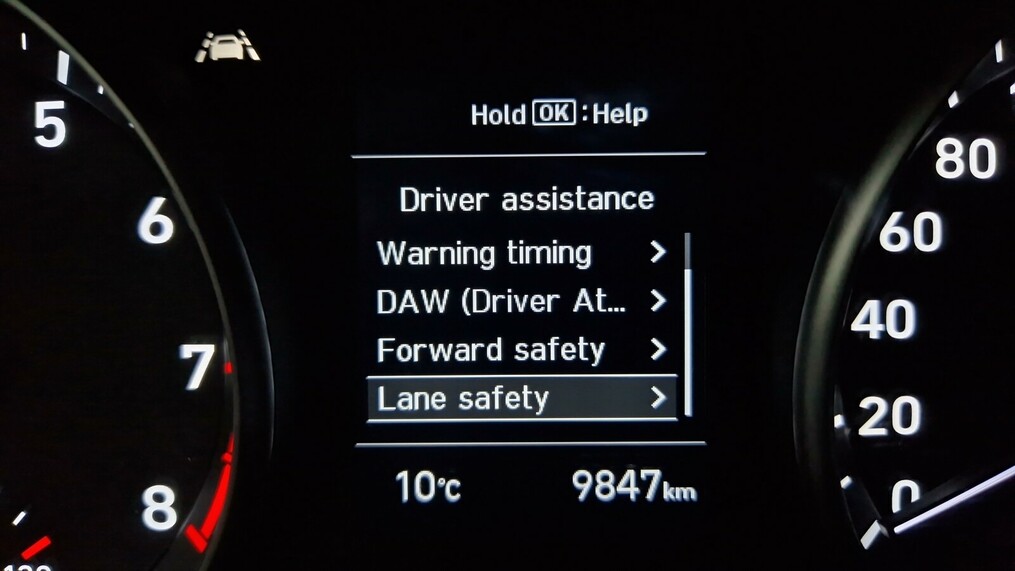 Hold OK : Help
Driver assistance
Warning timing >
DAW (Driver At... >
Forward safety >
Lane safety >
10°C 9847km
5
6
7
8
80
60
40
20
0